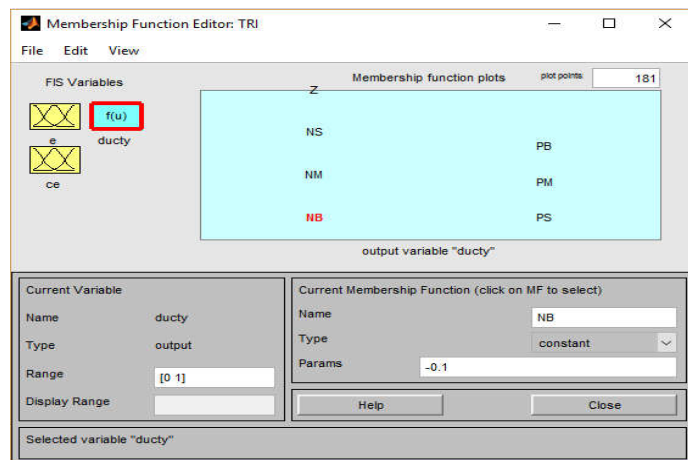 Membership Function Editor: TRI
File Edit View
FIS Variables
f(u)
e
ducty
ce
Membership function plots
plot points:
181
Z
NS
NM
NB
PB
PM
PS
output variable "ducty"
Current Variable
Name
ducty
Type
output
Range
[0 1]
Display Range
Current Membership Function (click on MF to select)
Name
NB
Type
constant
Params
-0.1
Help
Close
Selected variable "ducty"